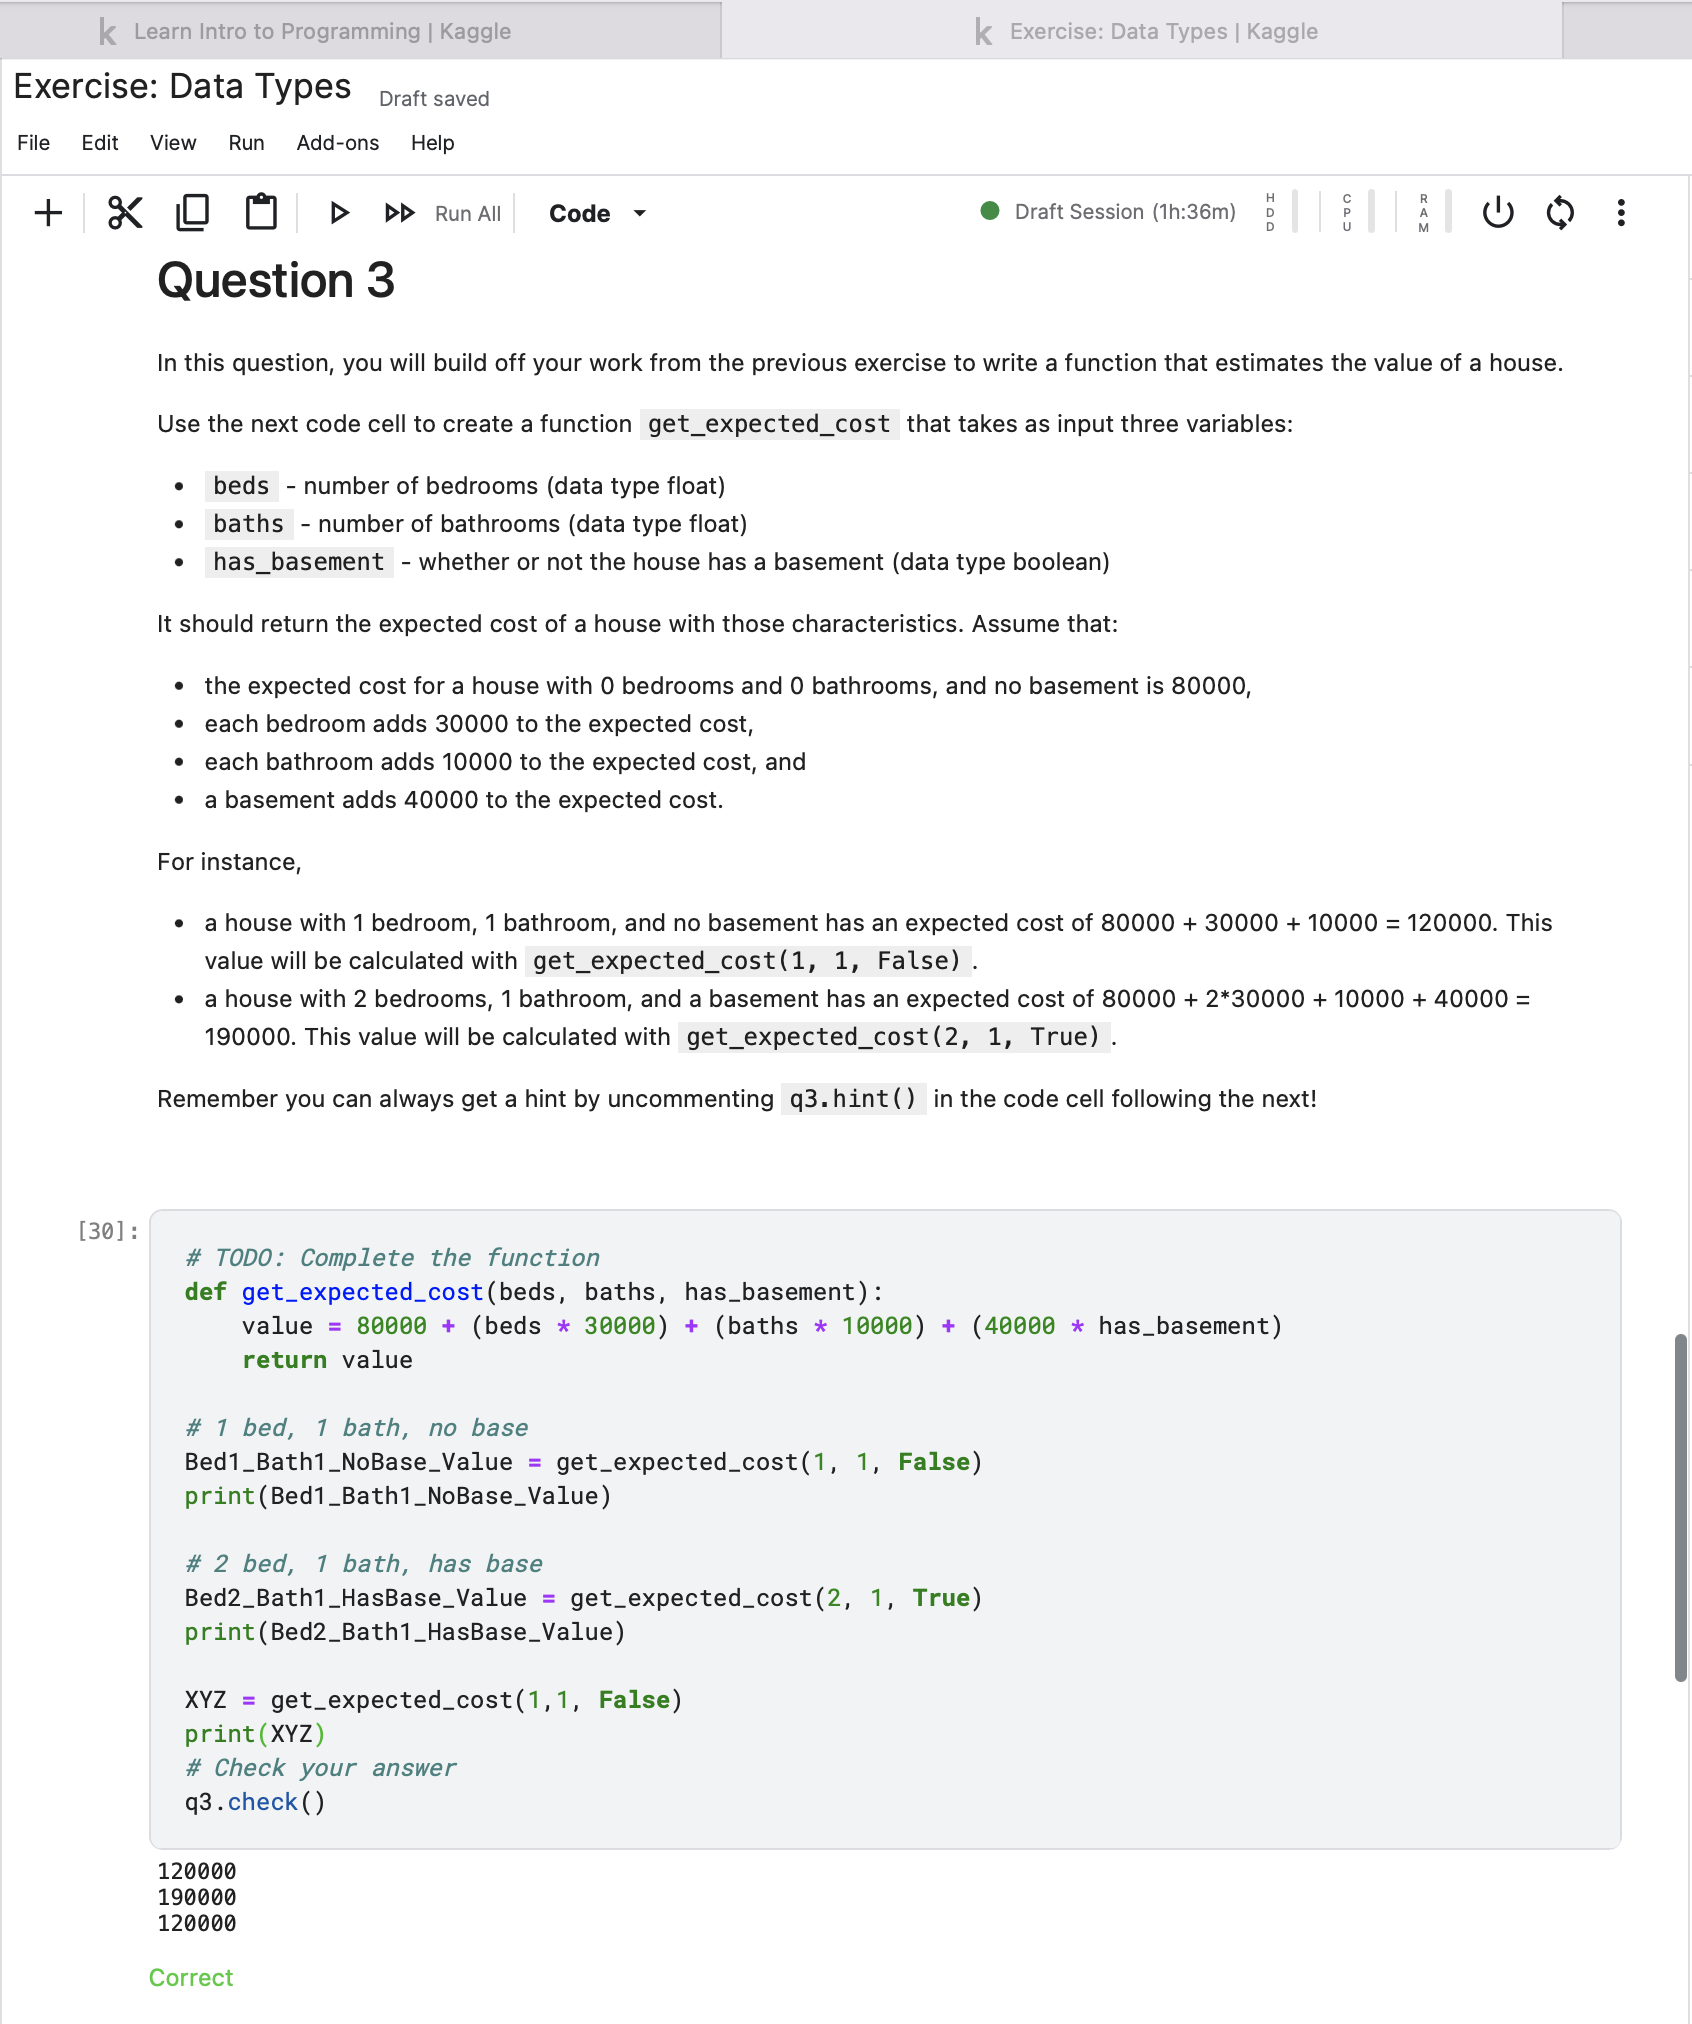 Learn Intro to Programming | Kaggle
Exercise: Data Types | Kaggle
Exercise: Data Types Draft saved
File Edit View Run Add-ons Help
Run All Code Draft Session (1h:36m) HDD CPU RAM
Question 3
In this question, you will build off your work from the previous exercise to write a function that estimates the value of a house.
Use the next code cell to create a function get_expected_cost that takes as input three variables:
• beds - number of bedrooms (data type float)
• baths - number of bathrooms (data type float)
• has_basement - whether or not the house has a basement (data type boolean)
It should return the expected cost of a house with those characteristics. Assume that:
• the expected cost for a house with 0 bedrooms and 0 bathrooms, and no basement is 80000,
• each bedroom adds 30000 to the expected cost,
• each bathroom adds 10000 to the expected cost, and
• a basement adds 40000 to the expected cost.
For instance,
• a house with 1 bedroom, 1 bathroom, and no basement has an expected cost of 80000 + 30000 + 10000 = 120000. This
value will be calculated with get_expected_cost(1, 1, False).
• a house with 2 bedrooms, 1 bathroom, and a basement has an expected cost of 80000 + 2*30000 + 10000 + 40000 =
190000. This value will be calculated with get_expected_cost(2, 1, True).
Remember you can always get a hint by uncommenting q3.hint() in the code cell following the next!
[30]:
# TODO: Complete the function
def get_expected_cost(beds, baths, has_basement):
    value = 80000 + (beds * 30000) + (baths * 10000) + (40000 * has_basement)
    return value
# 1 bed, 1 bath, no base
Bed1_Bath1_NoBase_Value = get_expected_cost(1, 1, False)
print(Bed1_Bath1_NoBase_Value)
# 2 bed, 1 bath, has base
Bed2_Bath1_HasBase_Value = get_expected_cost(2, 1, True)
print(Bed2_Bath1_HasBase_Value)
XYZ = get_expected_cost(1,1, False)
print(XYZ)
# Check your answer
q3.check()
120000
190000
120000
Correct